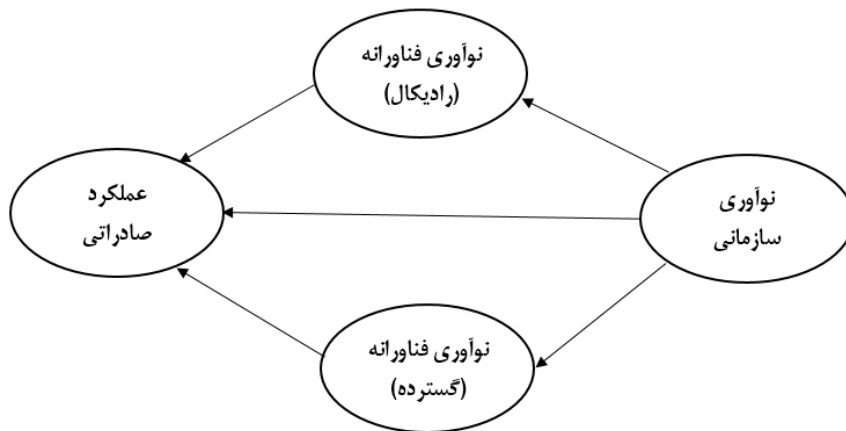 نوآوری فناورانه
(رادیکال)
نوآوری
سازمانی
عملکرد
صادراتی
نوآوری فناورانه
(گسترده)